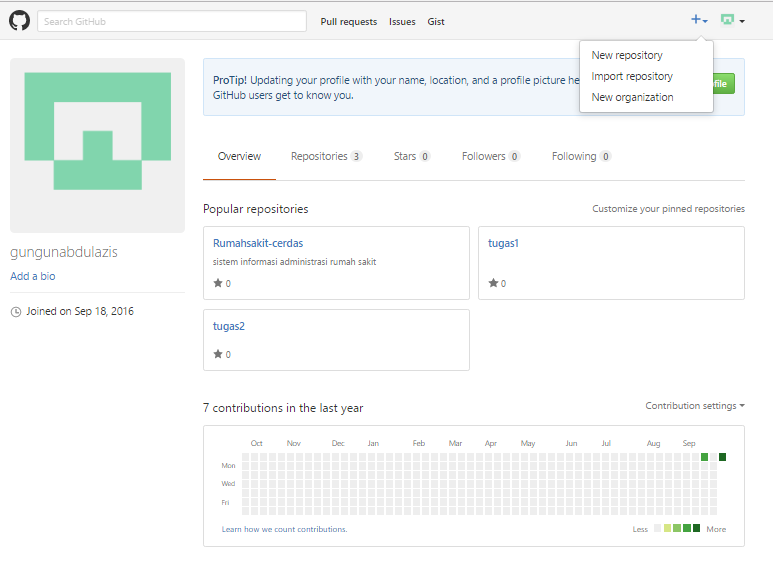 Search GitHub
Pull requests Issues Gist
New repository
Import repository
New organization
ProTip! Updating your profile with your name, location, and a profile picture
GitHub users get to know you.
Overview Repositories 3 Stars 0 Followers 0 Following 0
Popular repositories Customize your pinned repositories
Rumahsakit-cerdas
sistem informasi administrasi rumah sakit
0
tugas1
0
tugas2
0
gungunabdulazis
Add a bio
Joined on Sep 18, 2016
7 contributions in the last year Contribution settings
Oct Nov Dec Jan Feb Mar Apr May Jun Jul Aug Sep
Mon
Wed
Fri
Learn how we count contributions. Less More